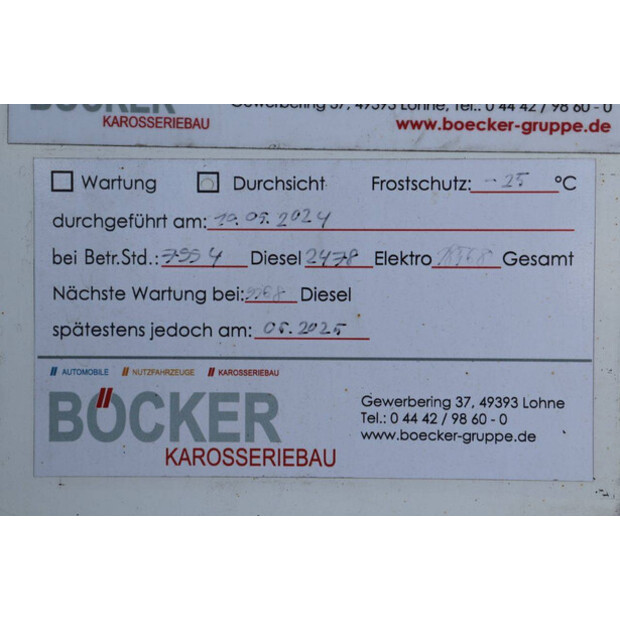 BÖCKER
KAROSSERIEBAU
Gewerbering 37, 49393 Lohne, Tel.: 0 44 42 / 98 60 - 0
www.boecker-gruppe.de
Wartung Durchsicht Frostschutz: -25 °C
durchgeführt am: 05.2024
bei Betr.Std.: Diesel 2478 Elektro Gesamt
Nächste Wartung bei: Diesel
spätestens jedoch am: 05.2025
// AUTOMOBILE // NUTZFAHRZEUGE // KAROSSERIEBAU
BÖCKER
KAROSSERIEBAU
Gewerbering 37, 49393 Lohne
Tel.: 0 44 42 / 98 60 - 0
www.boecker-gruppe.de